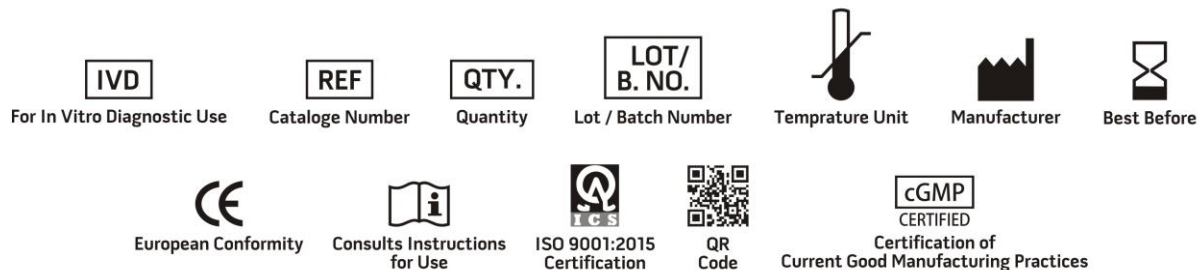 IVD
REF
QTY.
LOT/
B. NO.
For In Vitro Diagnostic Use
Cataloge Number
Quantity
Lot / Batch Number
Temprature Unit
Manufacturer
Best Before
CE
i
ICS
cGMP
CERTIFIED
European Conformity
Consults Instructions
for Use
ISO 9001:2015
Certification
QR
Code
Certification of
Current Good Manufacturing Practices